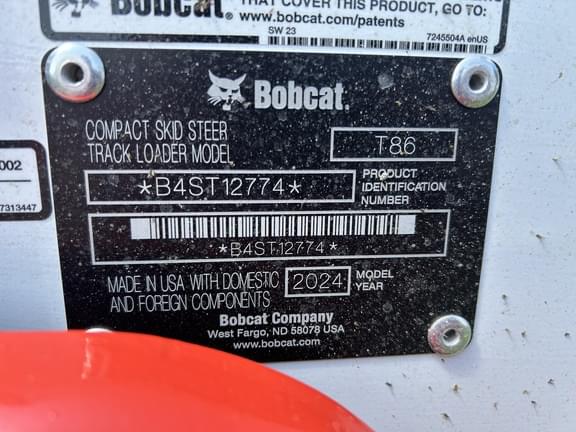 THAT COVER THIS PRODUCT, GO TO:
Bobcat® www.bobcat.com/patents
SW 23 7245504A enUS
Bobcat.
COMPACT SKID STEER
TRACK LOADER MODEL T86
*B4ST12774* PRODUCT IDENTIFICATION NUMBER
*B4ST12774*
MADE IN USA WITH DOMESTIC AND FOREIGN COMPONENTS
2024 MODEL YEAR
Bobcat Company
West Fargo, ND 58078 USA
www.bobcat.com
002
7313447